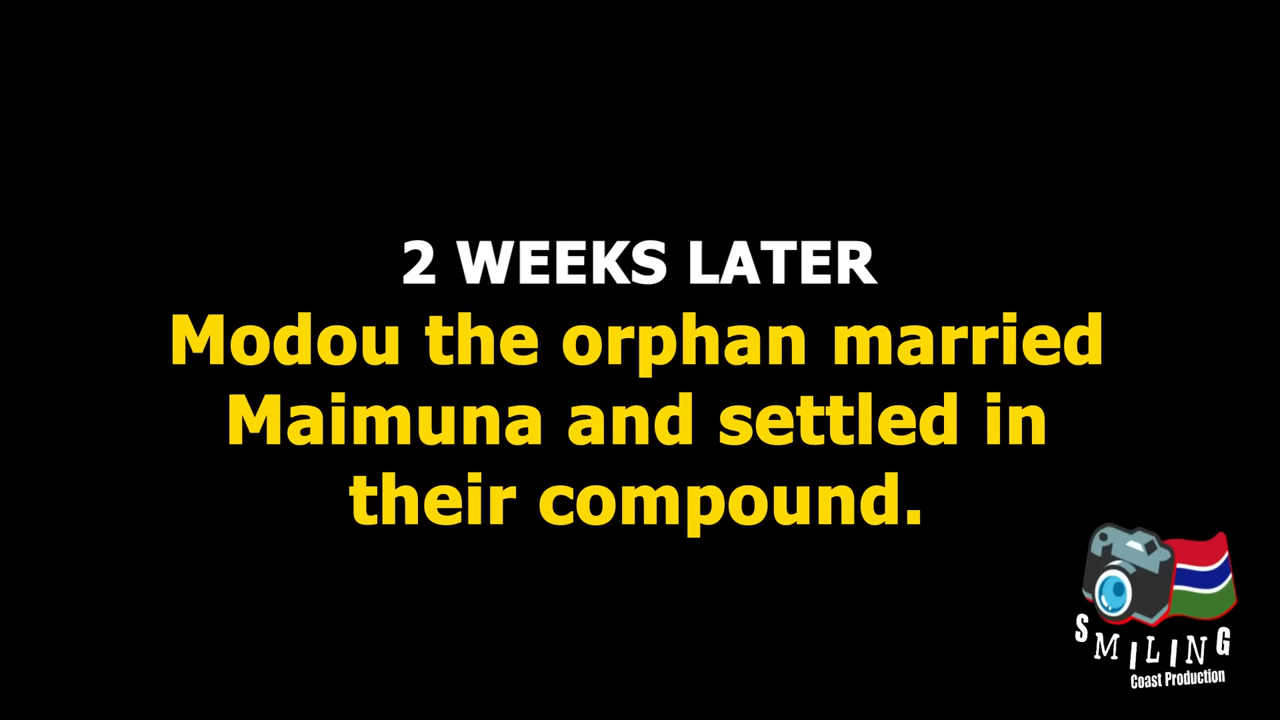 2 WEEKS LATER
Modou the orphan married
Maimuna and settled in
their compound.
SMILING
Coast Production